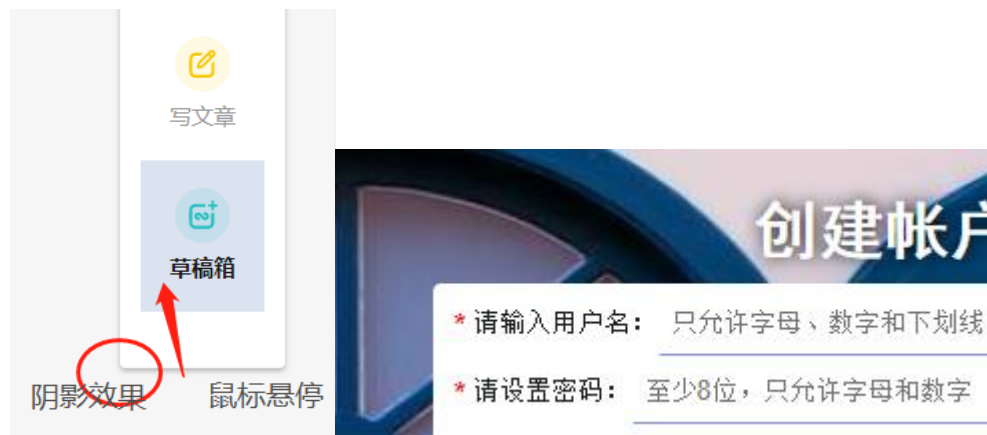 写文章
草稿箱
阴影效果
鼠标悬停
创建帐户
*请输入用户名： 只允许字母、数字和下划线
*请设置密码： 至少8位，只允许字母和数字